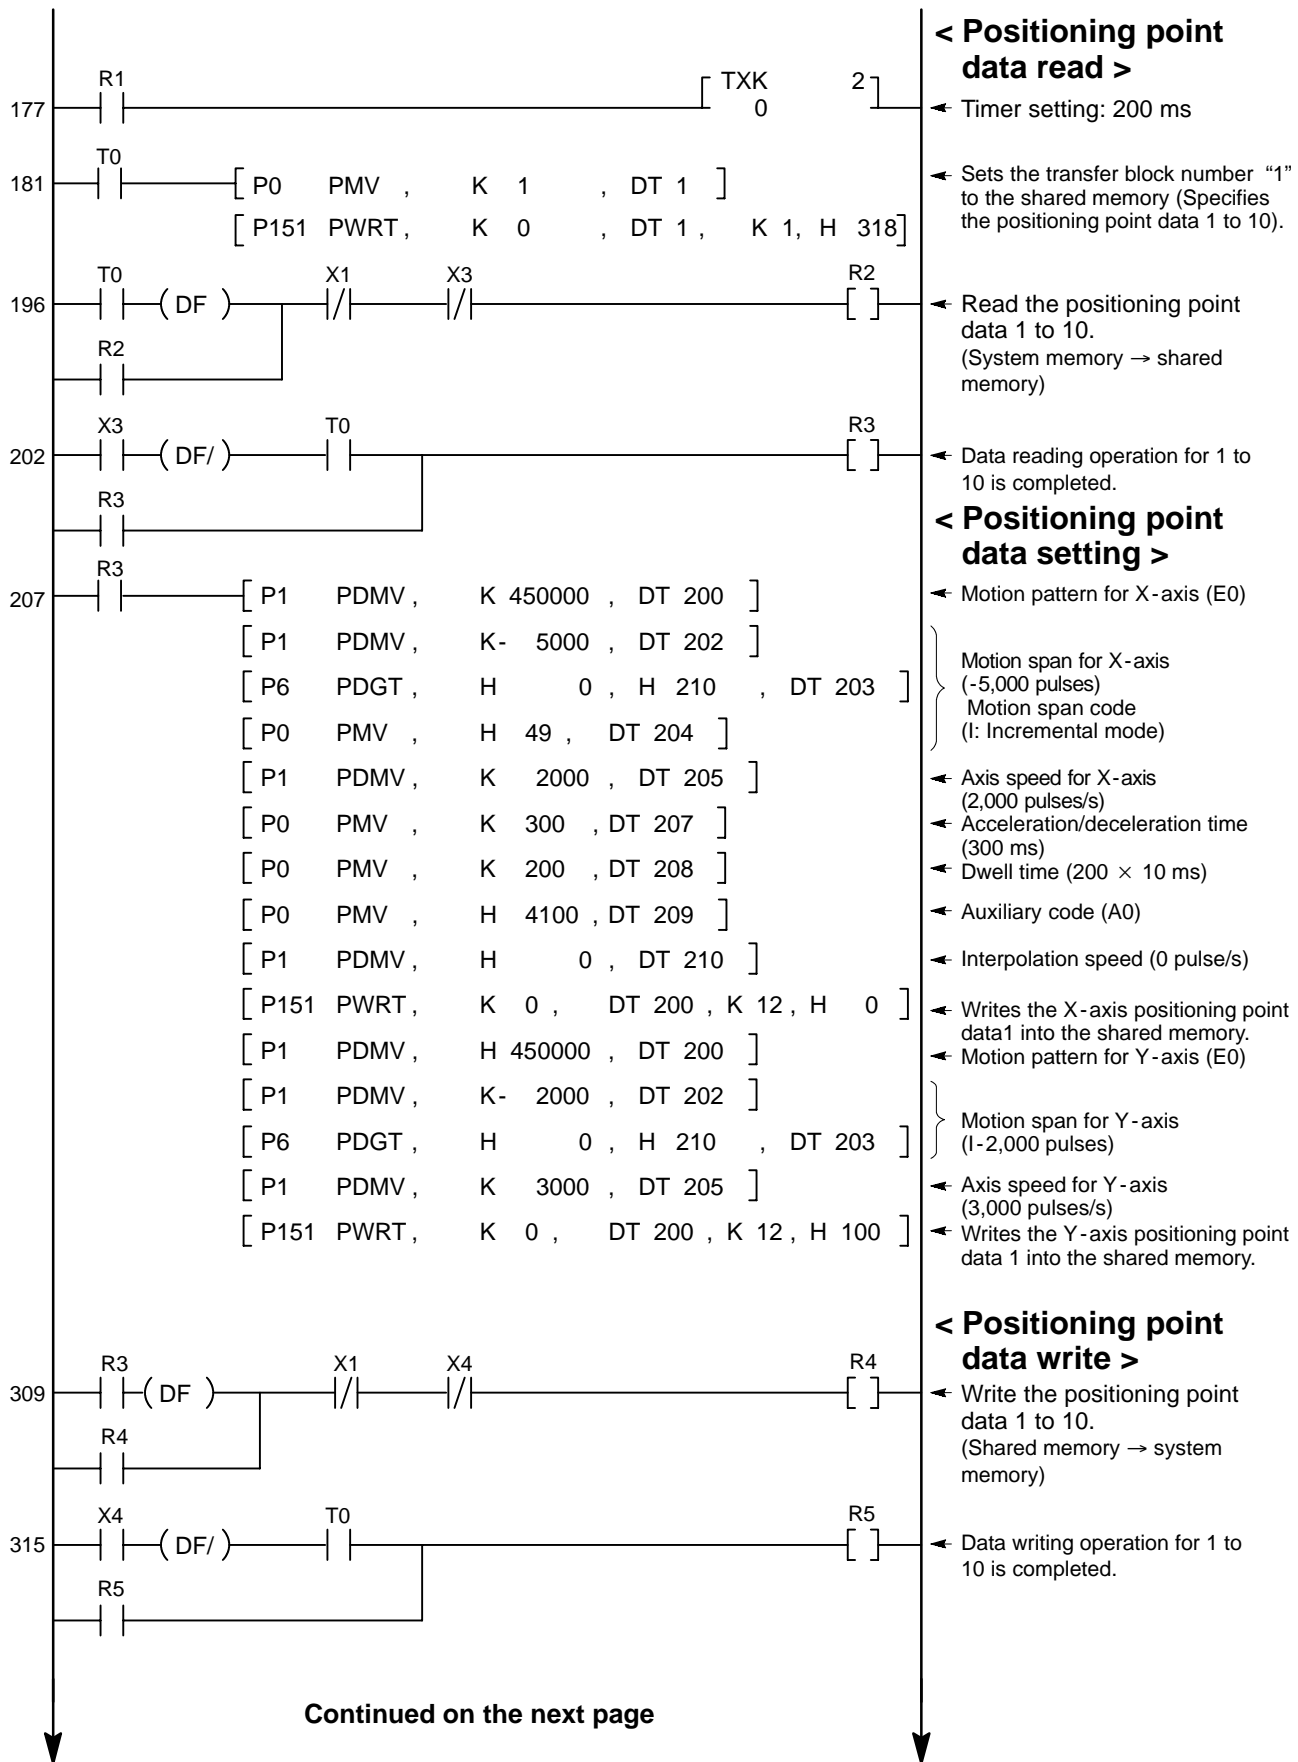 < Positioning point
data read >
R1
TXK 2
177
0
Timer setting: 200 ms
T0
181
P0 PMV , K 1 , DT 1
Sets the transfer block number “1”
to the shared memory (Specifies
the positioning point data 1 to 10).
P151 PWRT , K 0 , DT 1 , K 1, H 318
T0 X1 X3 R2
196
( DF )
Read the positioning point
data 1 to 10.
(System memory → shared
memory)
R2
X3 T0 R3
202
( DF/ )
Data reading operation for 1 to
10 is completed.
R3
< Positioning point
data setting >
R3
207
P1 PDMV , K 450000 , DT 200
Motion pattern for X-axis (E0)
P1 PDMV , K- 5000 , DT 202
Motion span for X-axis
(-5,000 pulses)
Motion span code
(I: Incremental mode)
P6 PDGT , H 0 , H 210 , DT 203
P0 PMV , H 49 , DT 204
P1 PDMV , K 2000 , DT 205
Axis speed for X-axis
(2,000 pulses/s)
P0 PMV , K 300 , DT 207
Acceleration/deceleration time
(300 ms)
P0 PMV , K 200 , DT 208
Dwell time (200 × 10 ms)
P0 PMV , H 4100 , DT 209
Auxiliary code (A0)
P1 PDMV , H 0 , DT 210
Interpolation speed (0 pulse/s)
P151 PWRT , K 0 , DT 200 , K 12 , H 0
Writes the X-axis positioning point
data1 into the shared memory.
P1 PDMV , H 450000 , DT 200
Motion pattern for Y-axis (E0)
P1 PDMV , K- 2000 , DT 202
Motion span for Y-axis
(I-2,000 pulses)
P6 PDGT , H 0 , H 210 , DT 203
P1 PDMV , K 3000 , DT 205
Axis speed for Y-axis
(3,000 pulses/s)
P151 PWRT , K 0 , DT 200 , K 12 , H 100
Writes the Y-axis positioning point
data 1 into the shared memory.
< Positioning point
data write >
R3 X1 X4 R4
309
( DF )
Write the positioning point
data 1 to 10.
(Shared memory → system
memory)
R4
X4 T0 R5
315
( DF/ )
Data writing operation for 1 to
10 is completed.
R5
Continued on the next page